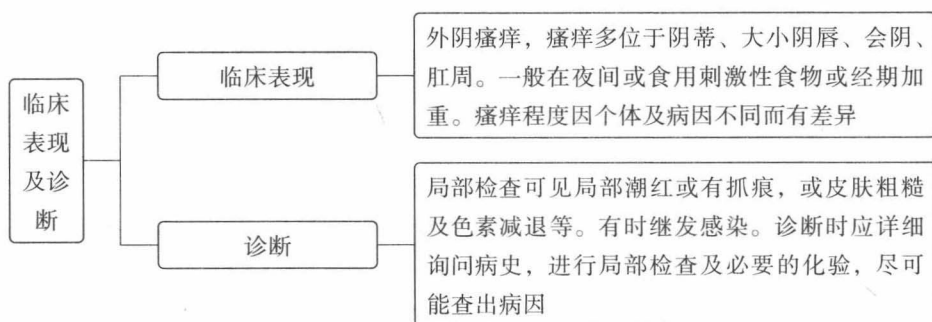 临床
表现
及诊
断
临床表现
外阴瘙痒，瘙痒多位于阴蒂、大小阴唇、会阴、
肛周。一般在夜间或食用刺激性食物或经期加
重。瘙痒程度因个体及病因不同而有差异
诊断
局部检查可见局部潮红或有抓痕，或皮肤粗糙
及色素减退等。有时继发感染。诊断时应详细
询问病史，进行局部检查及必要的化验，尽可
能查出病因